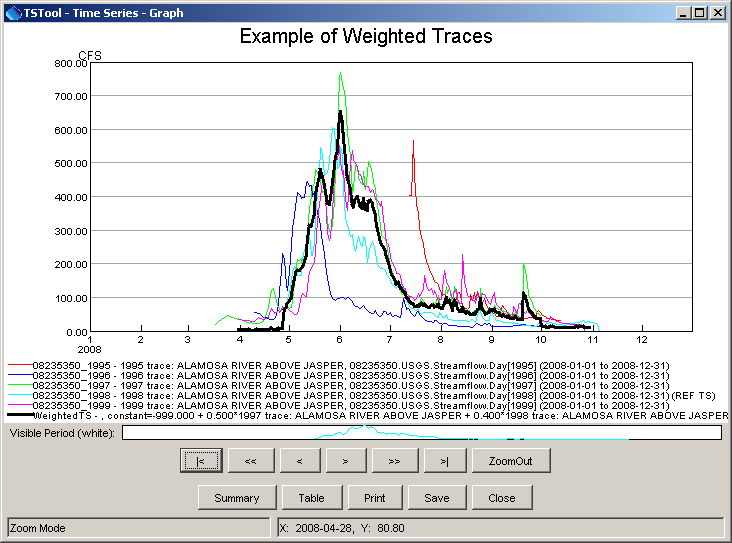 TSTool - Time Series - Graph
Example of Weighted Traces
CFS
800.00
700.00
600.00
500.00
400.00
300.00
200.00
100.00
0.00
1 2 3 4 5 6 7 8 9 10 11 12
2008
08235350_1995 - 1995 trace: ALAMOSA RIVER ABOVE JASPER, 08235350.USGS.Streamflow.Day[1995] (2008-01-01 to 2008-12-31)
08235350_1996 - 1996 trace: ALAMOSA RIVER ABOVE JASPER, 08235350.USGS.Streamflow.Day[1996] (2008-01-01 to 2008-12-31)
08235350_1997 - 1997 trace: ALAMOSA RIVER ABOVE JASPER, 08235350.USGS.Streamflow.Day[1997] (2008-01-01 to 2008-12-31)
08235350_1998 - 1998 trace: ALAMOSA RIVER ABOVE JASPER, 08235350.USGS.Streamflow.Day[1998] (2008-01-01 to 2008-12-31) (REF TS)
08235350_1999 - 1999 trace: ALAMOSA RIVER ABOVE JASPER, 08235350.USGS.Streamflow.Day[1999] (2008-01-01 to 2008-12-31)
WeightedTS - , constant=-999.000 + 0.500*1997 trace: ALAMOSA RIVER ABOVE JASPER + 0.400*1998 trace: ALAMOSA RIVER ABOVE JASPER
Visible Period (white):
|< << < > >> >| ZoomOut
Summary Table Print Save Close
Zoom Mode X: 2008-04-28, Y: 80.80